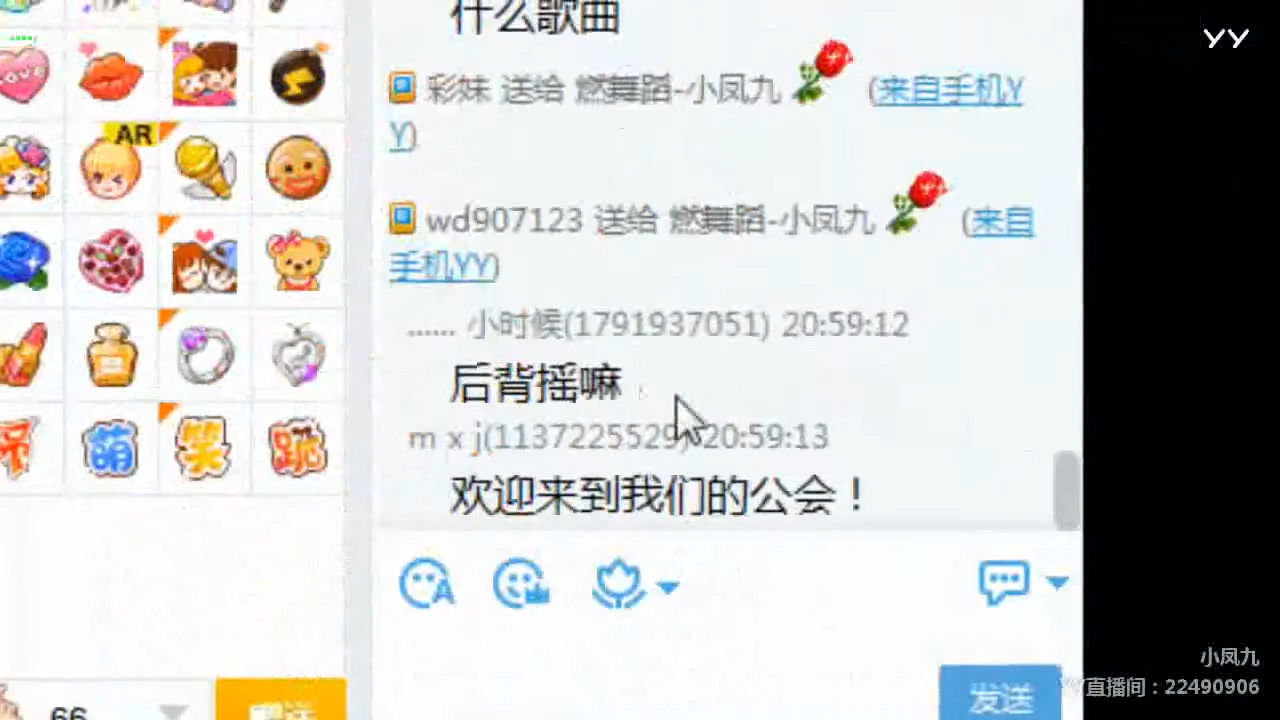 什么歌曲
彩妹 送给 燃舞蹈-小凤九 (来自手机Y
Y)
wd907123 送给 燃舞蹈-小凤九 (来自
手机YY)
...... 小时候(1791937051) 20:59:12
后背摇嘛
m x j(1137225529) 20:59:13
欢迎来到我们的公会！
发送
LOVE
AR
萌
笑
跳
66
YY
小凤九
YY直播间：22490906